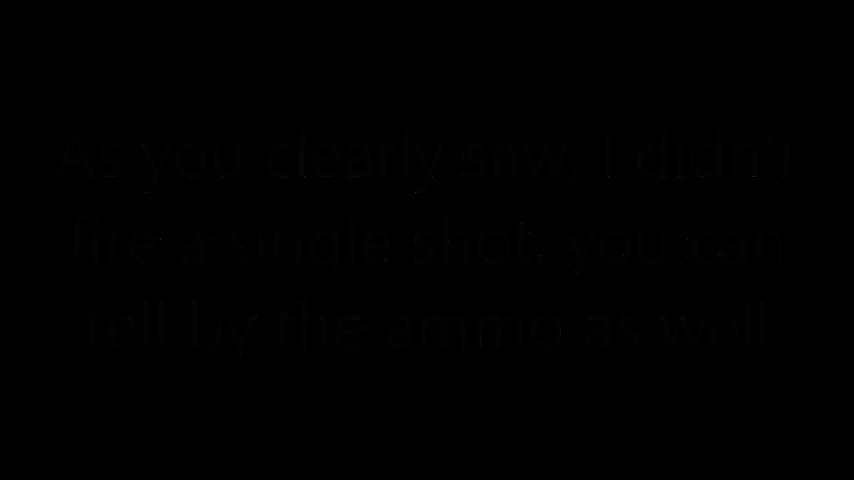 As you clearly saw, I didn't
fire a single shot, you can
tell by the ammo as well